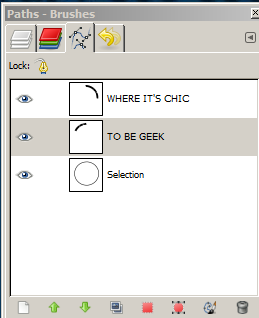 Paths - Brushes
Lock:
WHERE IT'S CHIC
TO BE GEEK
Selection